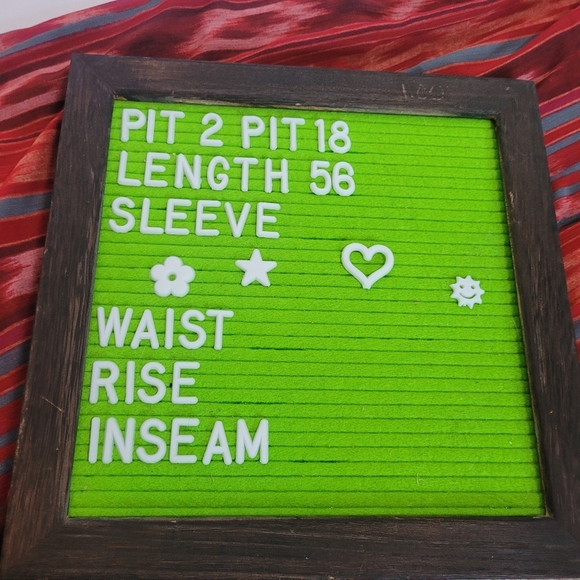 PIT 2 PIT 18
LENGTH 56
SLEEVE
WAIST
RISE
INSEAM